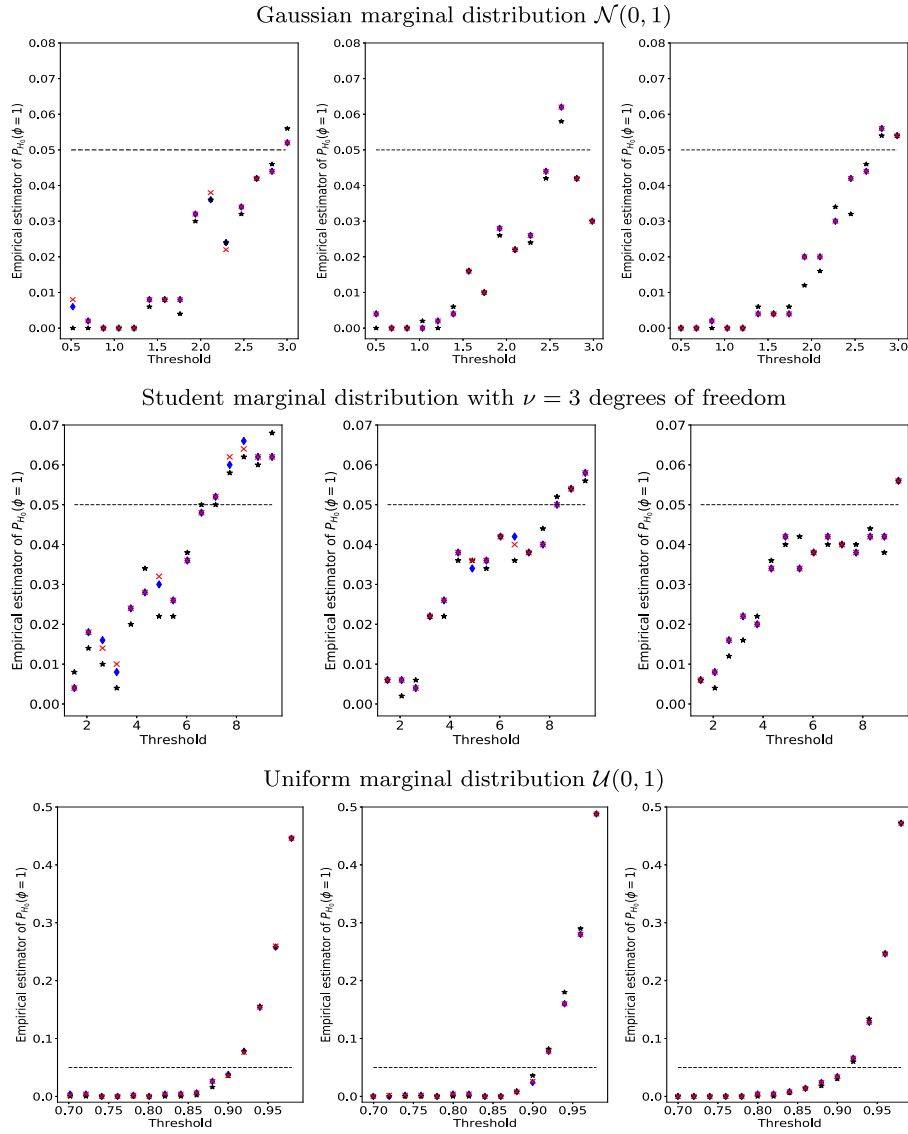 Gaussian marginal distribution 𝒩(0, 1)
Empirical estimator of P_{H_0}(ϕ = 1)
0.08
0.07
0.06
0.05
0.04
0.03
0.02
0.01
0.00
0.5 1.0 1.5 2.0 2.5 3.0
Threshold
Empirical estimator of P_{H_0}(ϕ = 1)
0.08
0.07
0.06
0.05
0.04
0.03
0.02
0.01
0.00
0.5 1.0 1.5 2.0 2.5 3.0
Threshold
Empirical estimator of P_{H_0}(ϕ = 1)
0.08
0.07
0.06
0.05
0.04
0.03
0.02
0.01
0.00
0.5 1.0 1.5 2.0 2.5 3.0
Threshold
Student marginal distribution with ν = 3 degrees of freedom
Empirical estimator of P_{H_0}(ϕ = 1)
0.07
0.06
0.05
0.04
0.03
0.02
0.01
0.00
2 4 6 8
Threshold
Empirical estimator of P_{H_0}(ϕ = 1)
0.07
0.06
0.05
0.04
0.03
0.02
0.01
0.00
2 4 6 8
Threshold
Empirical estimator of P_{H_0}(ϕ = 1)
0.07
0.06
0.05
0.04
0.03
0.02
0.01
0.00
2 4 6 8
Threshold
Uniform marginal distribution 𝒰(0, 1)
Empirical estimator of P_{H_0}(ϕ = 1)
0.5
0.4
0.3
0.2
0.1
0.0
0.70 0.75 0.80 0.85 0.90 0.95
Threshold
Empirical estimator of P_{H_0}(ϕ = 1)
0.5
0.4
0.3
0.2
0.1
0.0
0.70 0.75 0.80 0.85 0.90 0.95
Threshold
Empirical estimator of P_{H_0}(ϕ = 1)
0.5
0.4
0.3
0.2
0.1
0.0
0.70 0.75 0.80 0.85 0.90 0.95
Threshold